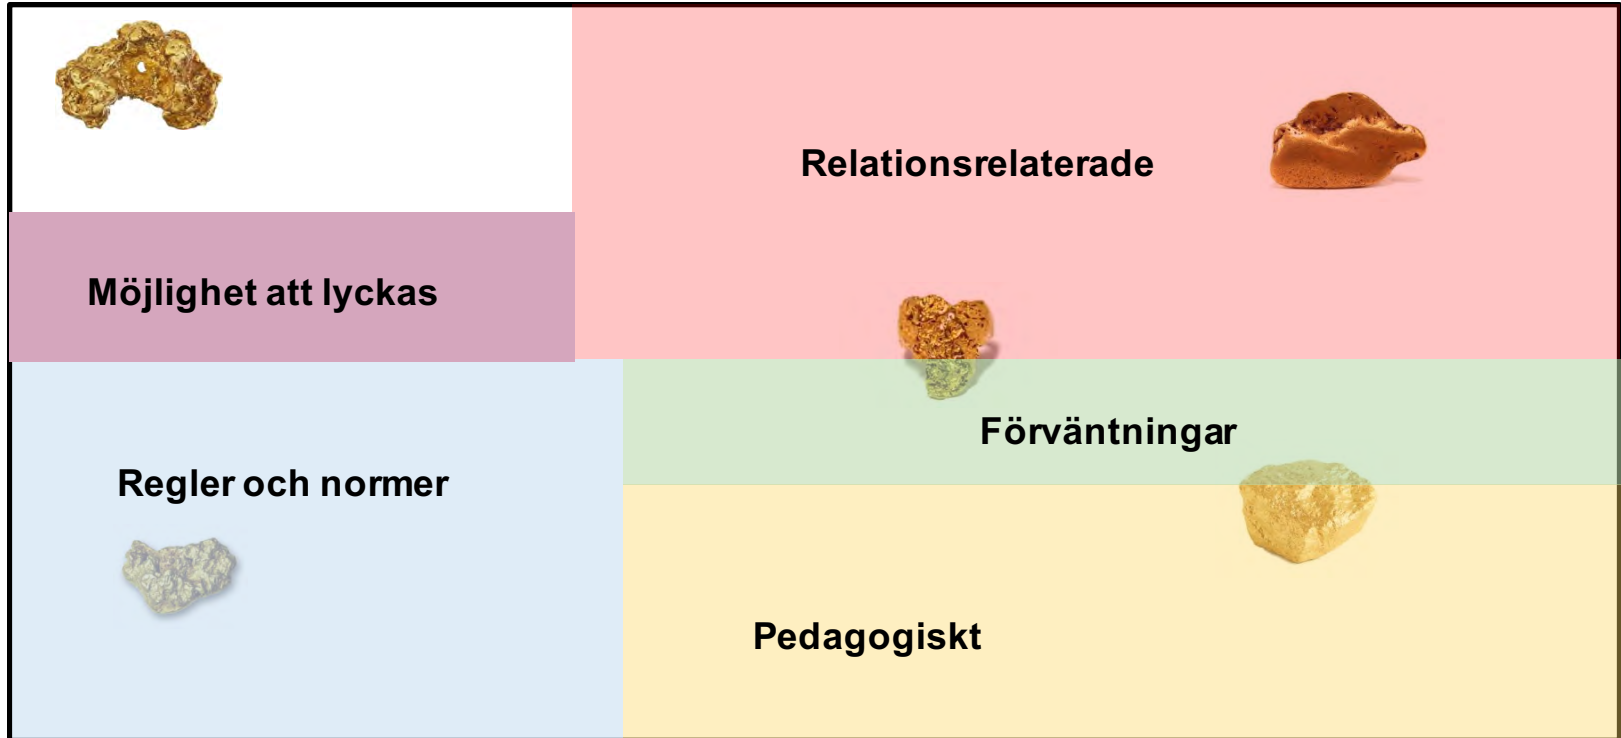 Relationsrelaterade
Möjlighet att lyckas
Förväntningar
Regler och normer
Pedagogiskt